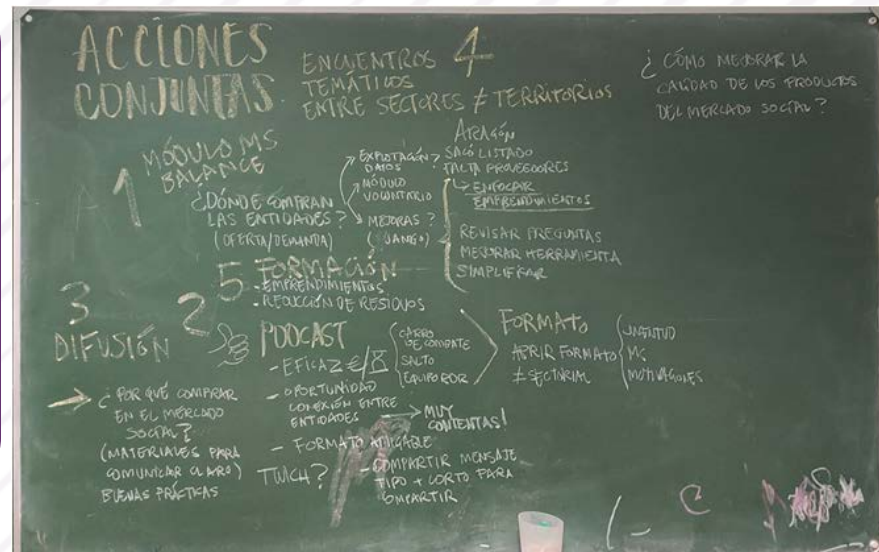 ACCIONES
CONJUNTAS
ENCUENTROS 4
TEMÁTICOS
ENTRE SECTORES ≠ TERRITORIOS
¿CÓMO MEJORAR LA
CALIDAD DE LOS PRODUCTOS
DEL MERCADO SOCIAL?
1
MÓDULO MS
BALANCE
¿DÓNDE COMPRAN
LAS ENTIDADES?
(OFERTA/DEMANDA)
EXPLOTACIÓN?
DATOS
MÓDULO
VOLUNTARIO
MEJORAS?
ARAGÓN
SACÓ LISTADO
FALTA PROVEEDORES
ENFOCAR
EMPRENDIMIENTOS
REVISAR PREGUNTAS
MEJORAR HERRAMIENTA
SIMPLIFICAR
5 FORMACIÓN
- EMPRENDIMIENTOS
- REDUCCIÓN DE RESIDUOS
3
DIFUSIÓN
¿POR QUÉ COMPRAR
EN EL MERCADO
SOCIAL?
(MATERIALES PARA
COMUNICAR CLARO)
BUENAS PRÁCTICAS
2
PODCAST
- EFICAZ €/
- OPORTUNIDAD
CONEXIÓN ENTRE
ENTIDADES
MUY
CONTENTAS!
- FORMATO AMIGABLE
TWICH?
- COMPARTIR MENSAJE
TIPO + CORTO PARA
COMPARTIR
CARRO
DE COMBATE
SALTO
EQUIPO
FORMATO
ABRIR FORMATO
≠ SECTORIAL
JUVENTUD
MOTIVACIONES